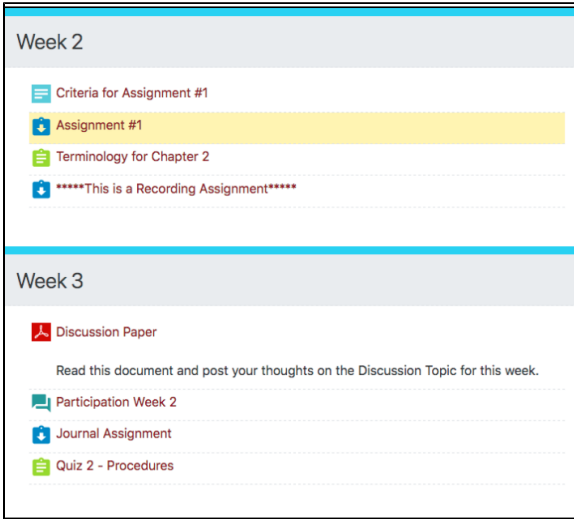 Week 2
Criteria for Assignment #1
Assignment #1
Terminology for Chapter 2
*****This is a Recording Assignment*****
Week 3
Discussion Paper
Read this document and post your thoughts on the Discussion Topic for this week.
Participation Week 2
Journal Assignment
Quiz 2 - Procedures